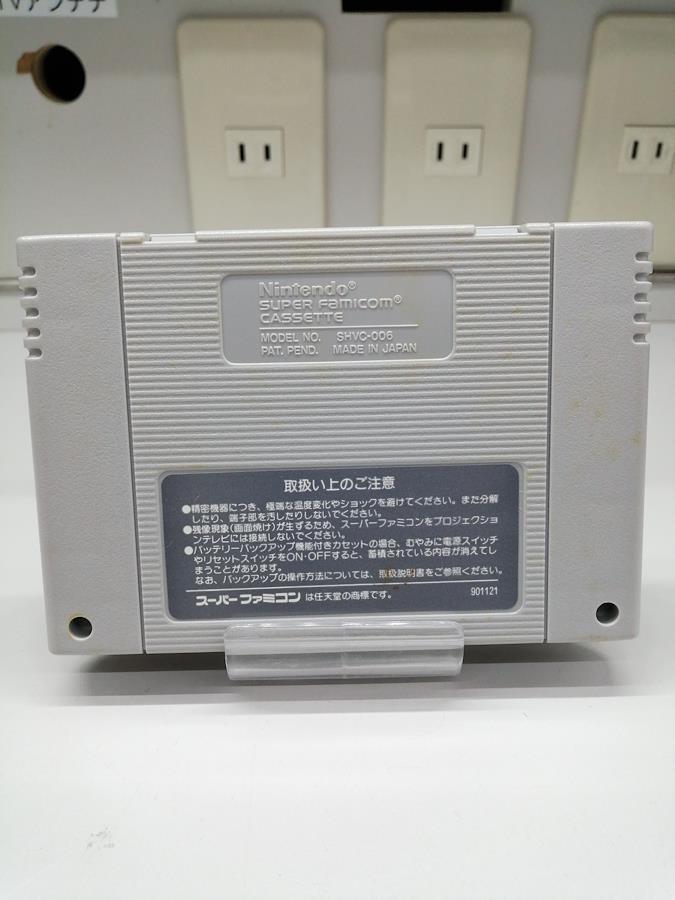 TVアンテナ
Nintendo®
SUPER FAMICOM®
CASSETTE
MODEL NO. SHVC-006
PAT. PEND. MADE IN JAPAN
取扱い上のご注意
●精密機器につき、極端な温度変化やショックを避けてください。また分解
したり、端子部を汚したりしないでください。
●残像現象(画面焼け)が生ずるため、スーパーファミコンをプロジェクショ
ンテレビには接続しないでください。
●バッテリーバックアップ機能付きカセットの場合、むやみに電源スイッチ
やリセットスイッチをON・OFFすると、蓄積されている内容が消えてし
まうことがあります。
なお、バックアップの操作方法については、取扱説明書をご参照ください。
スーパーファミコン は任天堂の商標です。 901121